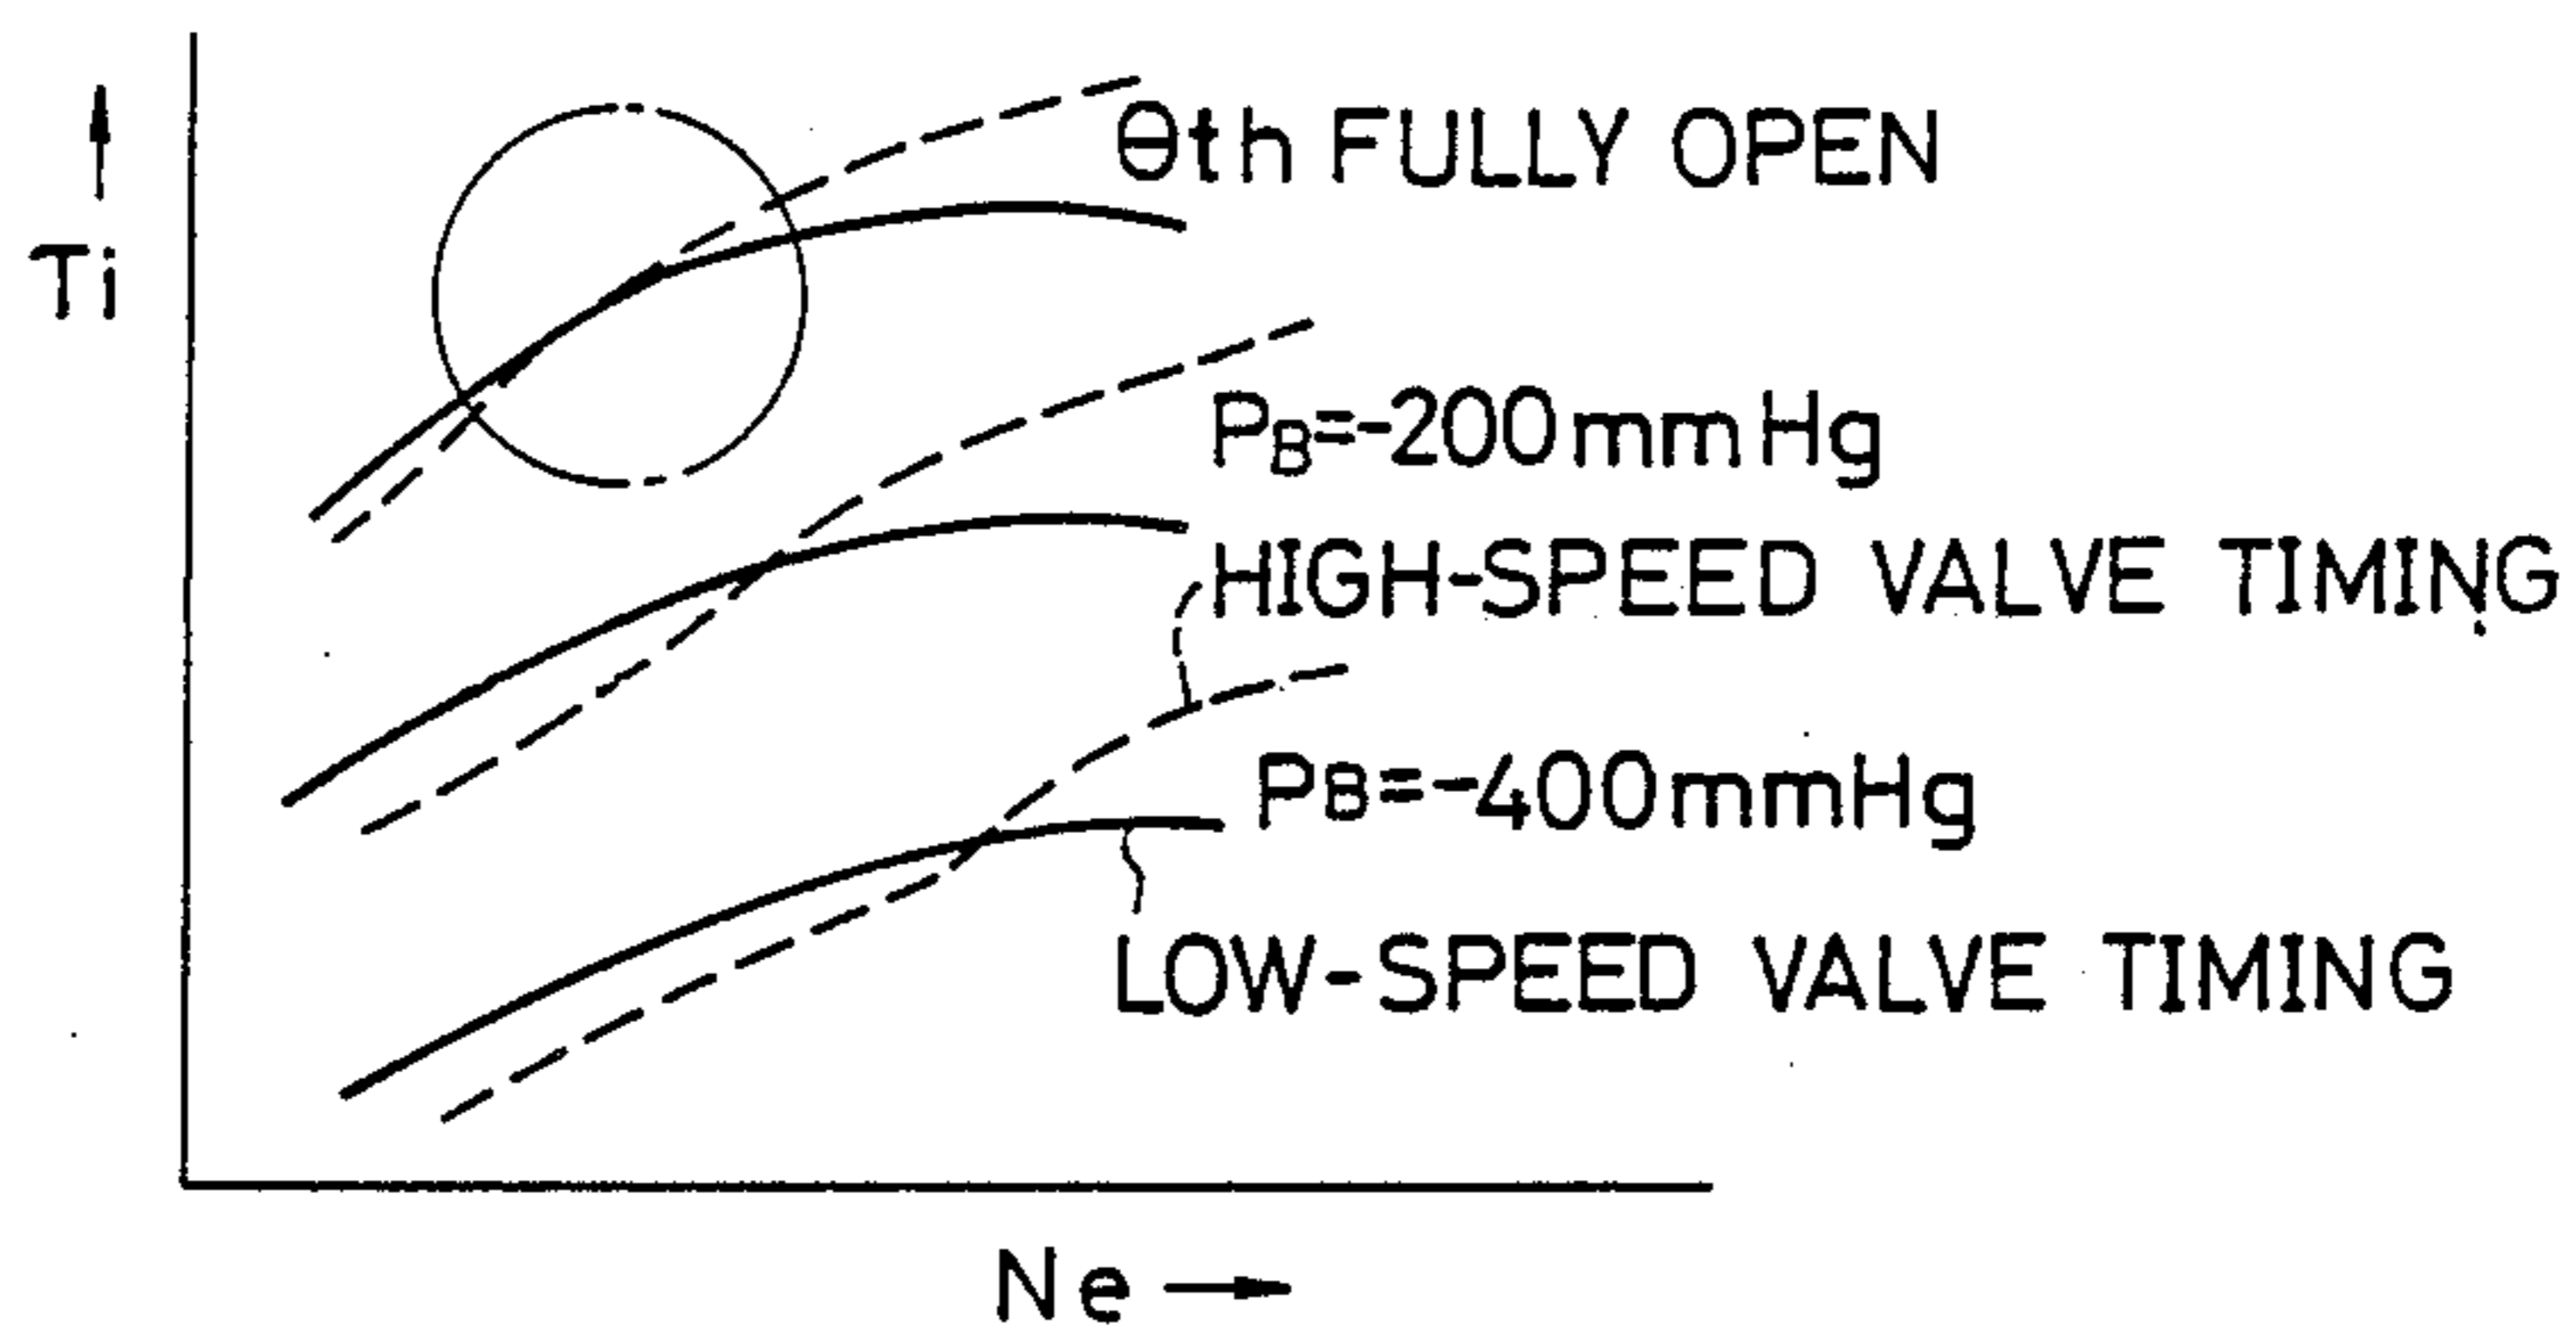 Ti
θth FULLY OPEN
PB=-200mmHg
HIGH-SPEED VALVE TIMING
PB=-400mmHg
LOW-SPEED VALVE TIMING
Ne